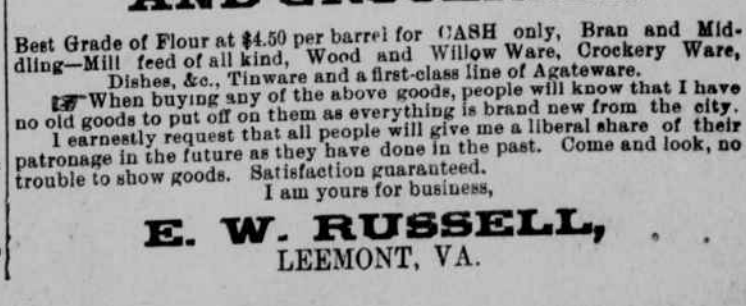 Best Grade of Flour at $4.50 per barrel for CASH only, Bran and Mid-
dling—Mill feed of all kind, Wood and Willow Ware, Crockery Ware,
Dishes, &c., Tinware and a first-class line of Agateware.
☞When buying any of the above goods, people will know that I have
no old goods to put off on them as everything is brand new from the city.
I earnestly request that all people will give me a liberal share of their
patronage in the future as they have done in the past. Come and look, no
trouble to show goods. Satisfaction guaranteed.
I am yours for business,
E. W. RUSSELL,
LEEMONT, VA.